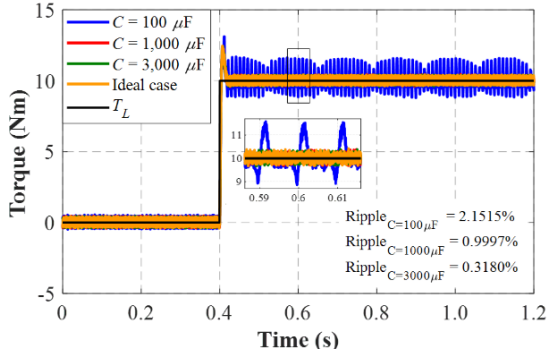 C = 100 μF
C = 1,000 μF
C = 3,000 μF
Ideal case
T_L
Torque (Nm)
15
10
5
0
-5
11
10
9
0.59
0.6
0.61
Ripple_C=100μF = 2.1515%
Ripple_C=1000μF = 0.9997%
Ripple_C=3000μF = 0.3180%
0
0.2
0.4
0.6
0.8
1.0
1.2
Time (s)